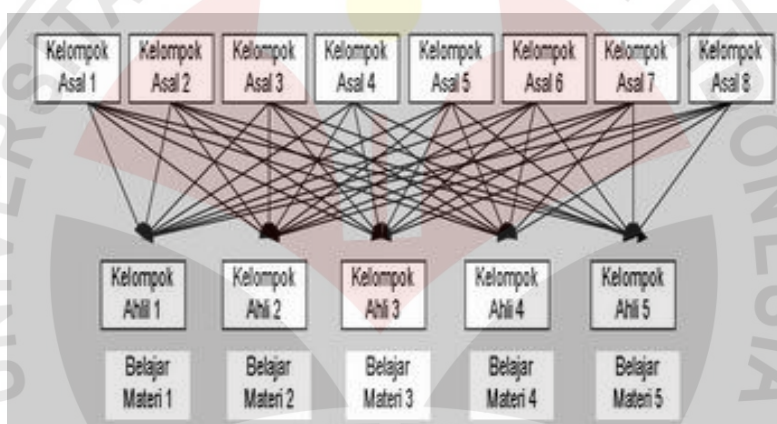 Kelompok Asal 1
Kelompok Asal 2
Kelompok Asal 3
Kelompok Asal 4
Kelompok Asal 5
Kelompok Asal 6
Kelompok Asal 7
Kelompok Asal 8
Kelompok Ahli 1
Kelompok Ahli 2
Kelompok Ahli 3
Kelompok Ahli 4
Kelompok Ahli 5
Belajar Materi 1
Belajar Materi 2
Belajar Materi 3
Belajar Materi 4
Belajar Materi 5